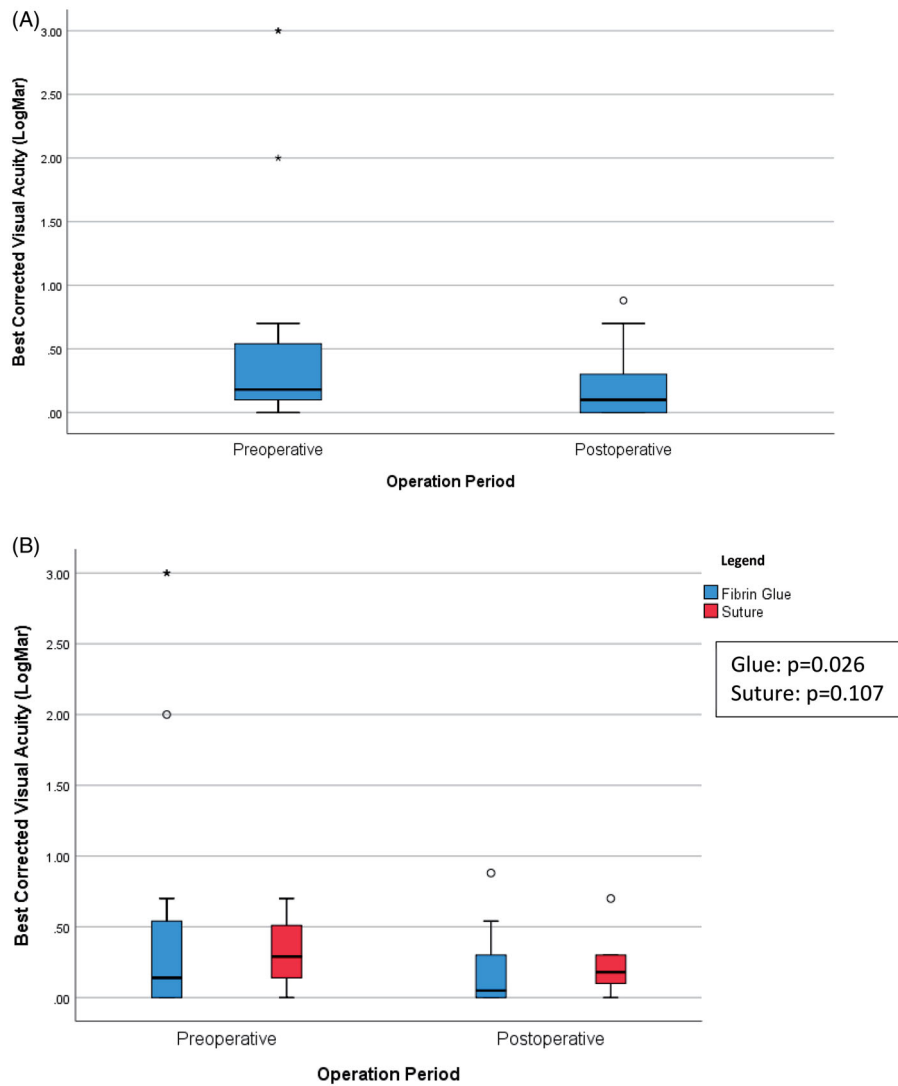 (A)
Best Corrected Visual Acuity (LogMar)
3.00
2.50
2.00
1.50
1.00
.50
.00
Preoperative
Postoperative
Operation Period
(B)
Best Corrected Visual Acuity (LogMar)
3.00
2.50
2.00
1.50
1.00
.50
.00
Preoperative
Postoperative
Operation Period
Legend
Fibrin Glue
Suture
Glue: p=0.026
Suture: p=0.107